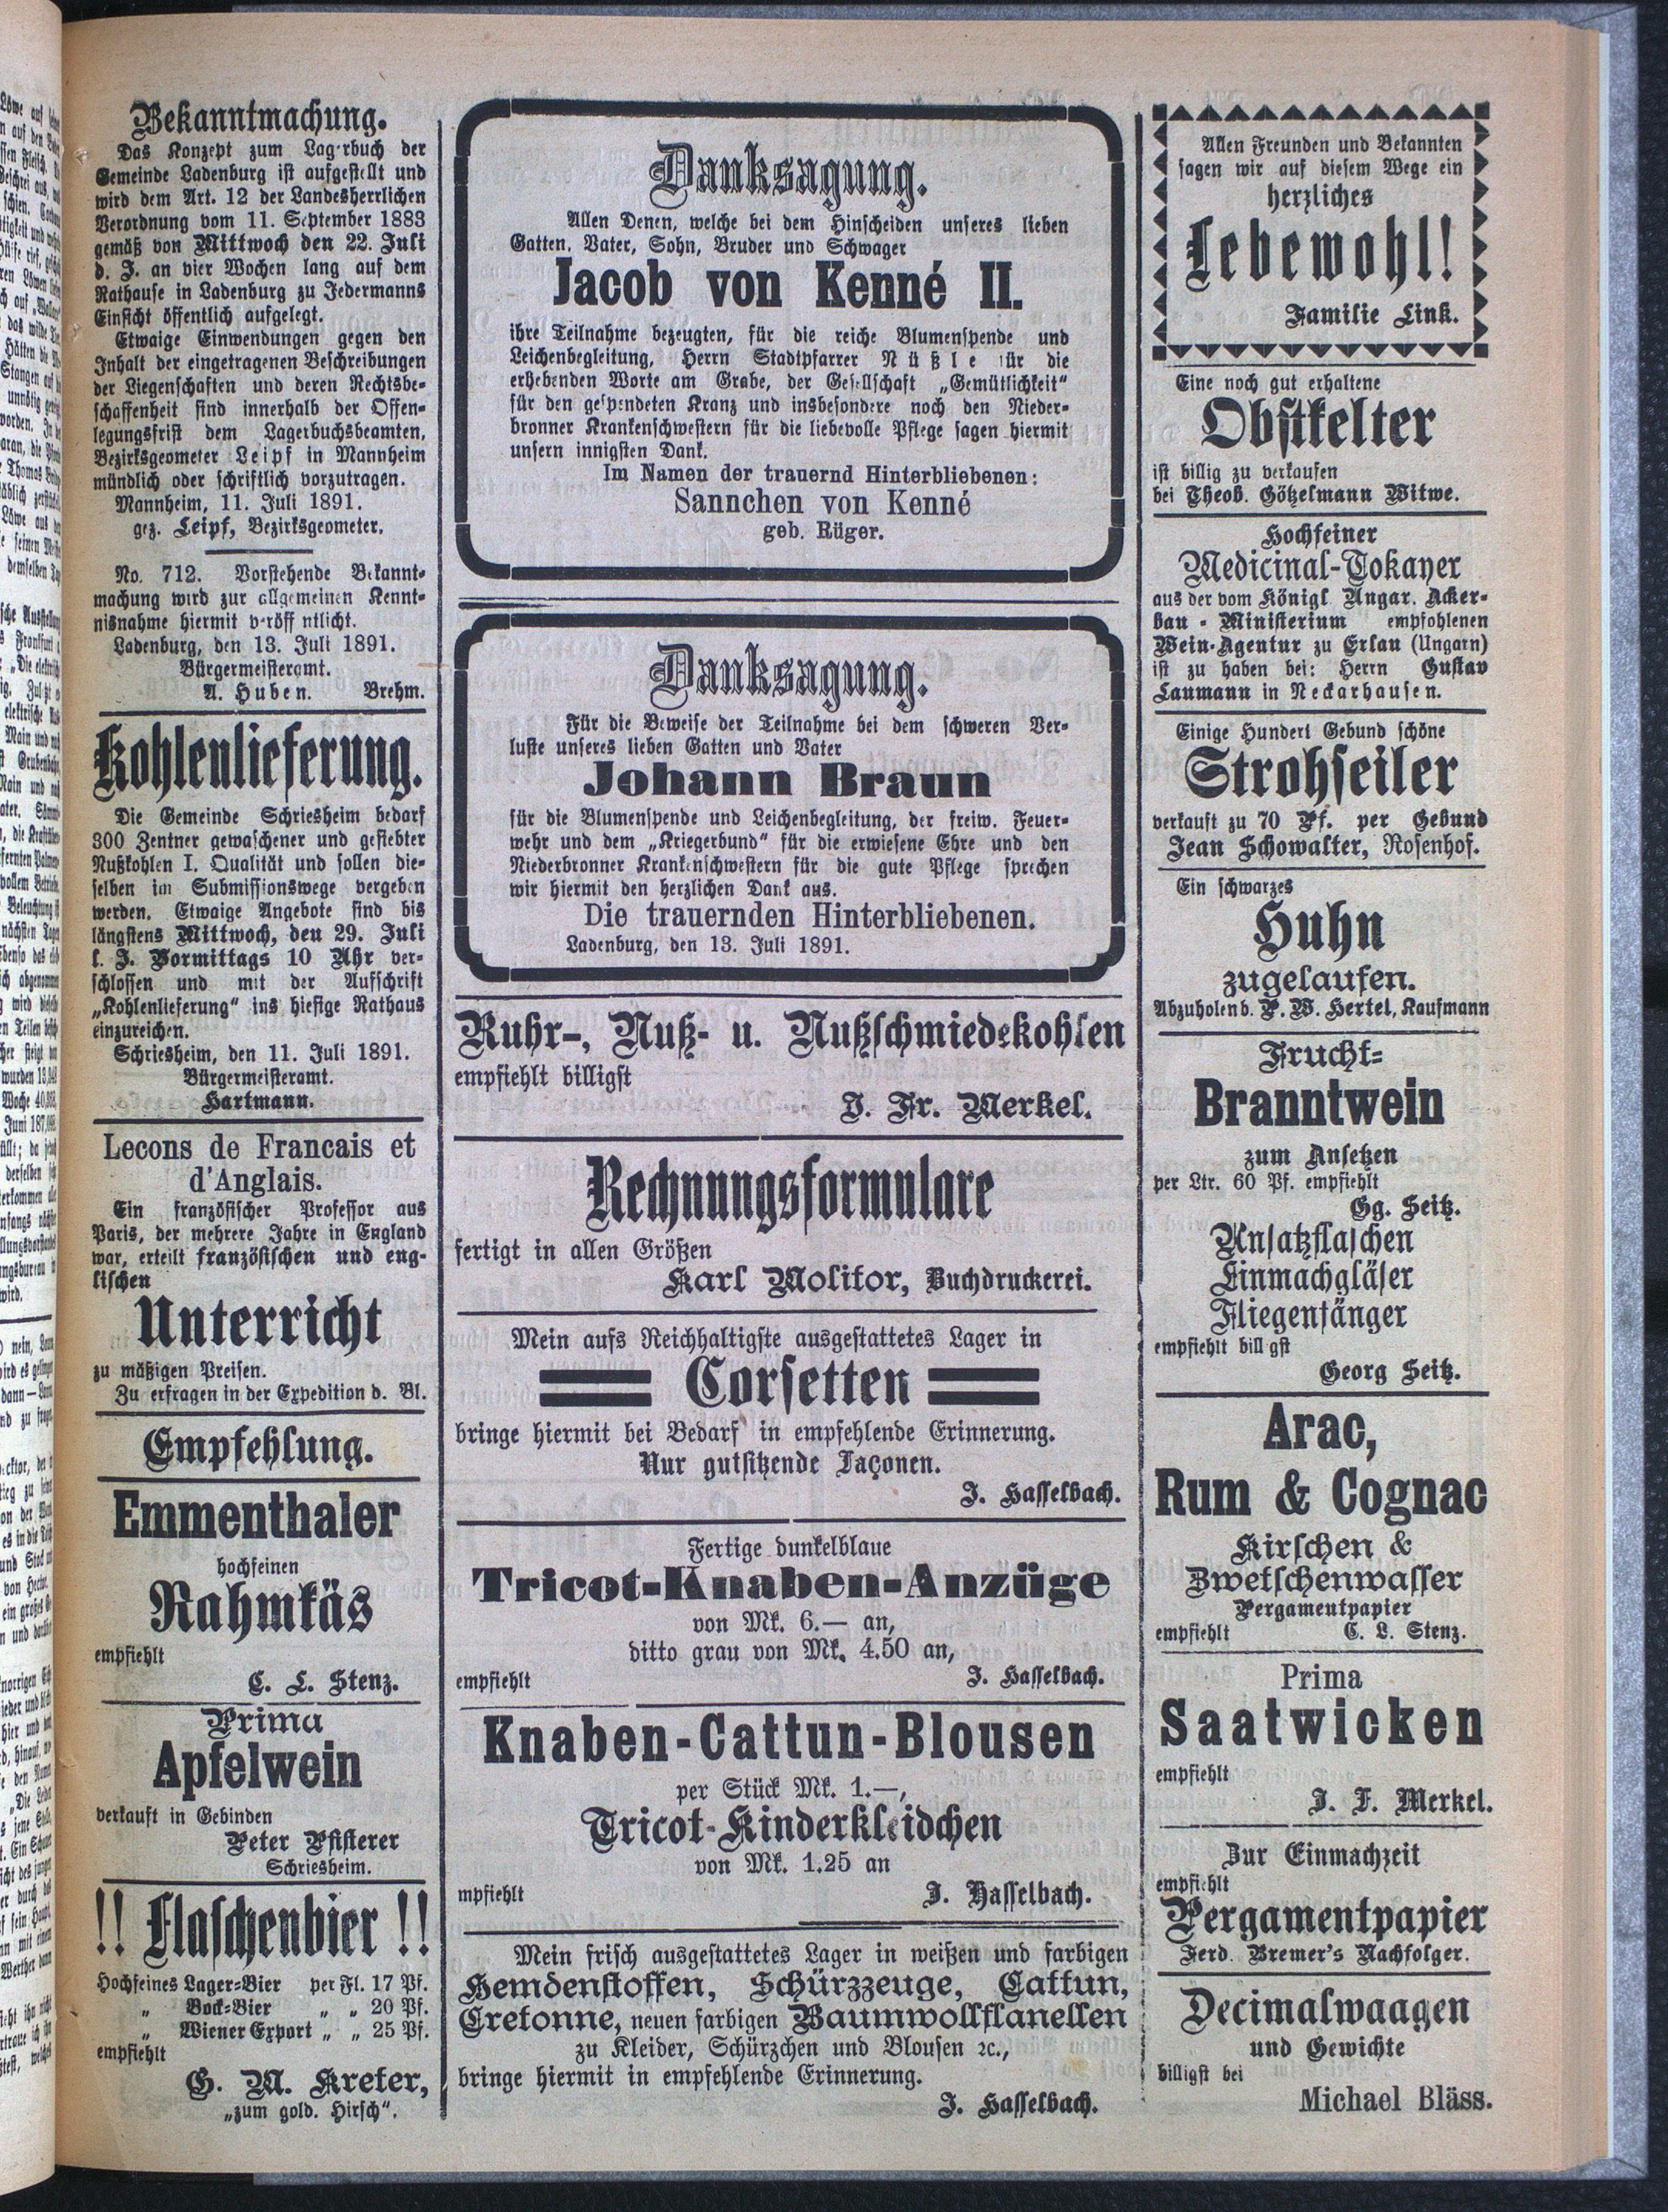 Bekanntmachung.
Das Konzept zum Lag rbuch der
Gemeinde Ladenburg ist aufgestellt und
wird dem Art. 12 der Landesherrlichen
Verordnung vom 11. September 1883
gemäß von Mittwoch den 22. Juli
d. J. an vier Wochen lang auf dem
Rathause in Ladenburg zu Jedermanns
Einsicht öffentlich aufgelegt.
Etwaige Einwendungen gegen den
Inhalt der eingetragenen Beschreibungen
der Liegenschaften und deren Rechtsbe-
schaffenheit sind innerhalb der Offen-
legungsfrist dem Lagerbuchsbeamten,
Bezirksgeometer Leipf in Mannheim
mündlich oder schriftlich vorzutragen.
Mannheim, 11. Juli 1891.
gez. Leipf, Bezirksgeometer.
No. 712. Vorstehende Bekannt-
machung wird zur allgemeinen Kennt-
nisnahme hiermit veröff ntlicht.
Ladenburg, den 13. Juli 1891.
Bürgermeisteramt.
A. Huben. Brehm.
Kohlenlieferung.
Die Gemeinde Schriesheim bedarf
300 Zentner gewaschener und gesiebter
Nußkohlen I. Qualität und sollen die-
selben im Submissionswege vergeben
werden. Etwaige Angebote sind bis
längstens Mittwoch, den 29. Juli
l. J. Vormittags 10 Uhr ver-
schlossen und mit der Aufschrift
„Kohlenlieferung“ ins hiesige Rathaus
einzureichen.
Schriesheim, den 11. Juli 1891.
Bürgermeisteramt.
Hartmann.
Lecons de Francais et
d'Anglais.
Ein französischer Professor aus
Paris, der mehrere Jahre in England
war, erteilt französischen und eng-
lischen
Unterricht
zu mäßigen Preisen.
Zu erfragen in der Expedition d. Bl.
Empfehlung.
Emmenthaler
hochfeinen
Rahmkäs
empfiehlt
C. L. Stenz.
Prima
Apfelwein
verkauft in Gebinden
Peter Pfisterer
Schriesheim.
!! Flaschenbier !!
Hochfeines Lager-Bier per Fl. 17 Pf.
„ Bock-Bier „ „ 20 Pf.
„ Wiener Export „ „ 25 Pf.
empfiehlt
G. M. Kreter,
„zum gold. Hirsch“.
Danksagung.
Allen Denen, welche bei dem Hinscheiden unseres lieben
Gatten, Vater, Sohn, Bruder und Schwager
Jacob von Kenné II.
ihre Teilnahme bezeugten, für die reiche Blumenspende und
Leichenbegleitung, Herrn Stadtpfarrer Nüßle für die
erhebenden Worte am Grabe, der Gesellschaft „Gemütlichkeit“
für den gespendeten Kranz und insbesondere noch den Nieder-
bronner Krankenschwestern für die liebevolle Pflege sagen hiermit
unsern innigsten Dank.
Im Namen der trauernd Hinterbliebenen:
Sannchen von Kenné
geb. Rüger.
Danksagung.
Für die Beweise der Teilnahme bei dem schweren Ver-
luste unseres lieben Gatten und Vater
Johann Braun
für die Blumenspende und Leichenbegleitung, der freiw. Feuer-
wehr und dem „Kriegerbund“ für die erwiesene Ehre und den
Niederbronner Krankenschwestern für die gute Pflege sprechen
wir hiermit den herzlichen Dank aus.
Die trauernden Hinterbliebenen.
Ladenburg, den 13. Juli 1891.
Ruhr-, Nuß- u. Nußschmiedekohlen
empfiehlt billigst
J. Fr. Merkel.
Rechnungsformulare
fertigt in allen Größen
Karl Molitor, Buchdruckerei.
Mein aufs Reichhaltigste ausgestattetes Lager in
Corsetten
bringe hiermit bei Bedarf in empfehlende Erinnerung.
Nur gutsitzende Façonen.
J. Hasselbach.
Fertige dunkelblaue
Tricot-Knaben-Anzüge
von Mk. 6.— an,
ditto grau von Mk. 4.50 an,
empfiehlt J. Hasselbach.
Knaben-Cattun-Blousen
per Stück Mk. 1.—,
Tricot-Kinderkleidchen
von Mk. 1.25 an
mpfiehlt J. Hasselbach.
Mein frisch ausgestattetes Lager in weißen und farbigen
Hemdenstoffen, Schürzzeuge, Cattun,
Cretonne, neuen farbigen Baumwollflanellen
zu Kleider, Schürzchen und Blousen ꝛc.,
bringe hiermit in empfehlende Erinnerung.
J. Hasselbach.
Allen Freunden und Bekannten
sagen wir auf diesem Wege ein
herzliches
Lebewohl!
Familie Link.
Eine noch gut erhaltene
Obstkelter
ist billig zu verkaufen
bei Theob. Götzelmann Witwe.
Hochfeiner
Medicinal-Tokayer
aus der vom Königl. Ungar. Acker-
bau-Ministerium empfohlenen
Wein-Agentur zu Erlau (Ungarn)
ist zu haben bei: Herrn Gustav
Laumann in Neckarhausen.
Einige Hundert Gebund schöne
Strohseiler
verkauft zu 70 Pf. per Gebund
Jean Schowalter, Rosenhof.
Ein schwarzes
Huhn
zugelaufen.
Abzuholen b. P. W. Hertel, Kaufmann
Frucht-
Branntwein
zum Ansetzen
per Ltr. 60 Pf. empfiehlt
Gg. Seitz.
Ansatzflaschen
Einmachgläser
Fliegenfänger
empfiehlt bill gst
Georg Seitz.
Arac,
Rum & Cognac
Kirschen &
Zwetschenwasser
Pergamentpapier
empfiehlt C. L. Stenz.
Prima
Saatwicken
empfiehlt
J. F. Merkel.
Zur Einmachzeit
empfiehlt
Pergamentpapier
Ferd. Bremer's Nachfolger.
Decimalwaagen
und Gewichte
billigst bei
Michael Bläss.